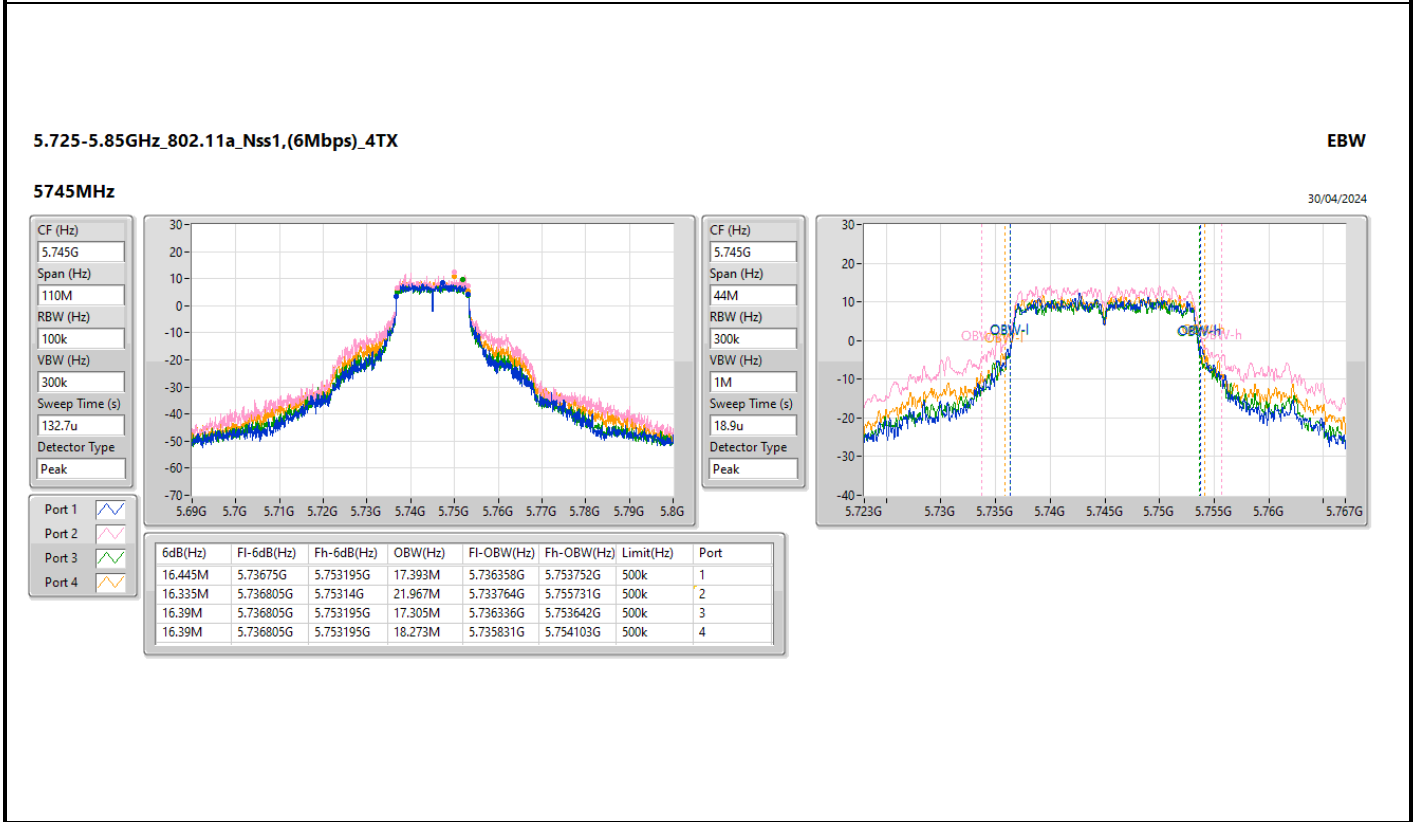 5.725-5.85GHz_802.11a_Nss1,(6Mbps)_4TX
EBW
5745MHz
30/04/2024
CF (Hz)
5.745G
Span (Hz)
110M
RBW (Hz)
100k
VBW (Hz)
300k
Sweep Time (s)
132.7u
Detector Type
Peak
30
20
10
0
-10
-20
-30
-40
-50
-60
-70
5.69G 5.7G 5.71G 5.72G 5.73G 5.74G 5.75G 5.76G 5.77G 5.78G 5.79G 5.8G
CF (Hz)
5.745G
Span (Hz)
44M
RBW (Hz)
300k
VBW (Hz)
1M
Sweep Time (s)
18.9u
Detector Type
Peak
30
20
10
0
-10
-20
-30
-40
OBW-l
OBW-h
5.723G 5.73G 5.735G 5.74G 5.745G 5.75G 5.755G 5.76G 5.767G
Port 1
Port 2
Port 3
Port 4
6dB(Hz) Fl-6dB(Hz) Fh-6dB(Hz) OBW(Hz) Fl-OBW(Hz) Fh-OBW(Hz) Limit(Hz) Port
16.445M 5.73675G 5.753195G 17.393M 5.736358G 5.753752G 500k 1
16.335M 5.736805G 5.75314G 21.967M 5.733764G 5.755731G 500k 2
16.39M 5.736805G 5.753195G 17.305M 5.736336G 5.753642G 500k 3
16.39M 5.736805G 5.753195G 18.273M 5.735831G 5.754103G 500k 4